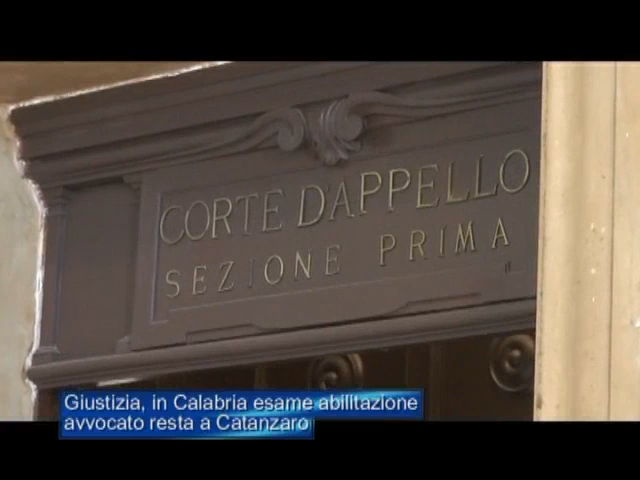 CORTE D'APPELLO
SEZIONE PRIMA
Giustizia, in Calabria esame abilitazione
avvocato resta a Catanzaro